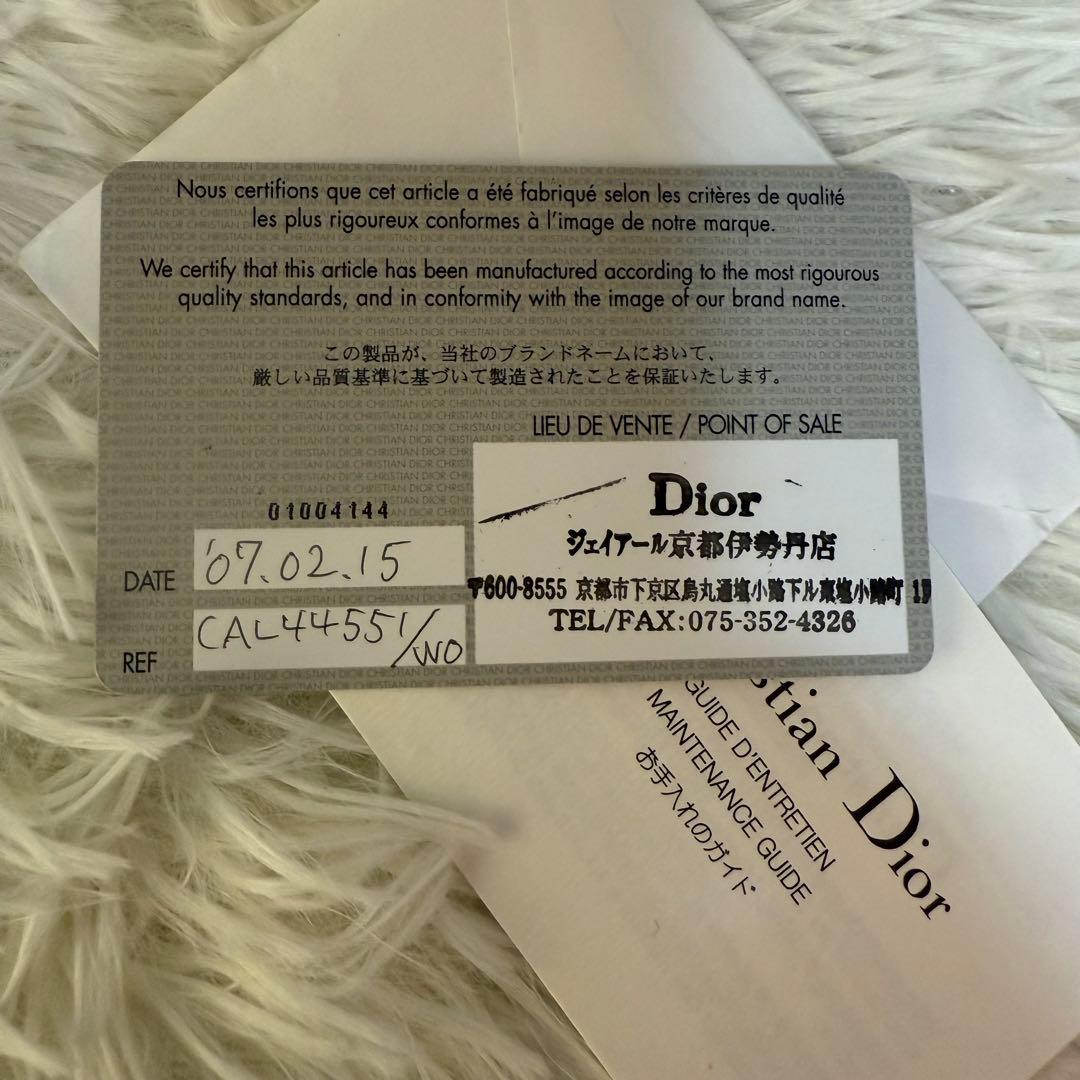 Nous certifions que cet article a été fabriqué selon les critères de qualité
les plus rigoureux conformes à l'image de notre marque.
We certify that this article has been manufactured according to the most rigourous
quality standards, and in conformity with the image of our brand name.
この製品が、当社のブランドネームにおいて、
厳しい品質基準に基づいて製造されたことを保証いたします。
LIEU DE VENTE / POINT OF SALE
01004144
DATE '07.02.15
REF CAL44551/WO
Dior
ジェイアール京都伊勢丹店
〒600-8555 京都市下京区烏丸通塩小路下ル東塩小路町
TEL/FAX:075-352-4326
stian Dior
GUIDE D'ENTRETIEN
MAINTENANCE GUIDE
お手入れのガイド